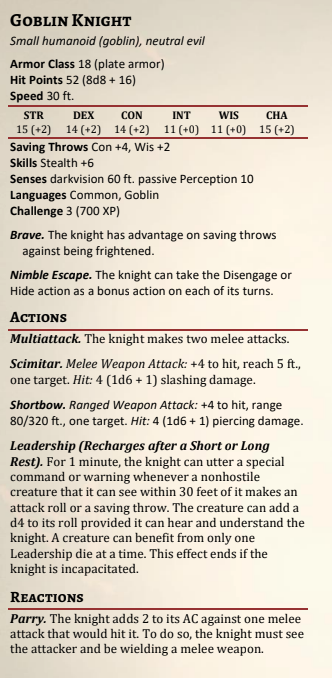 Goblin Knight
Small humanoid (goblin), neutral evil
Armor Class 18 (plate armor)
Hit Points 52 (8d8 + 16)
Speed 30 ft.
STR DEX CON INT WIS CHA
15 (+2) 14 (+2) 14 (+2) 11 (+0) 11 (+0) 15 (+2)
Saving Throws Con +4, Wis +2
Skills Stealth +6
Senses darkvision 60 ft. passive Perception 10
Languages Common, Goblin
Challenge 3 (700 XP)
Brave. The knight has advantage on saving throws
against being frightened.
Nimble Escape. The knight can take the Disengage or
Hide action as a bonus action on each of its turns.
Actions
Multiattack. The knight makes two melee attacks.
Scimitar. Melee Weapon Attack: +4 to hit, reach 5 ft.,
one target. Hit: 4 (1d6 + 1) slashing damage.
Shortbow. Ranged Weapon Attack: +4 to hit, range
80/320 ft., one target. Hit: 4 (1d6 + 1) piercing damage.
Leadership (Recharges after a Short or Long
Rest). For 1 minute, the knight can utter a special
command or warning whenever a nonhostile
creature that it can see within 30 feet of it makes an
attack roll or a saving throw. The creature can add a
d4 to its roll provided it can hear and understand the
knight. A creature can benefit from only one
Leadership die at a time. This effect ends if the
knight is incapacitated.
Reactions
Parry. The knight adds 2 to its AC against one melee
attack that would hit it. To do so, the knight must see
the attacker and be wielding a melee weapon.